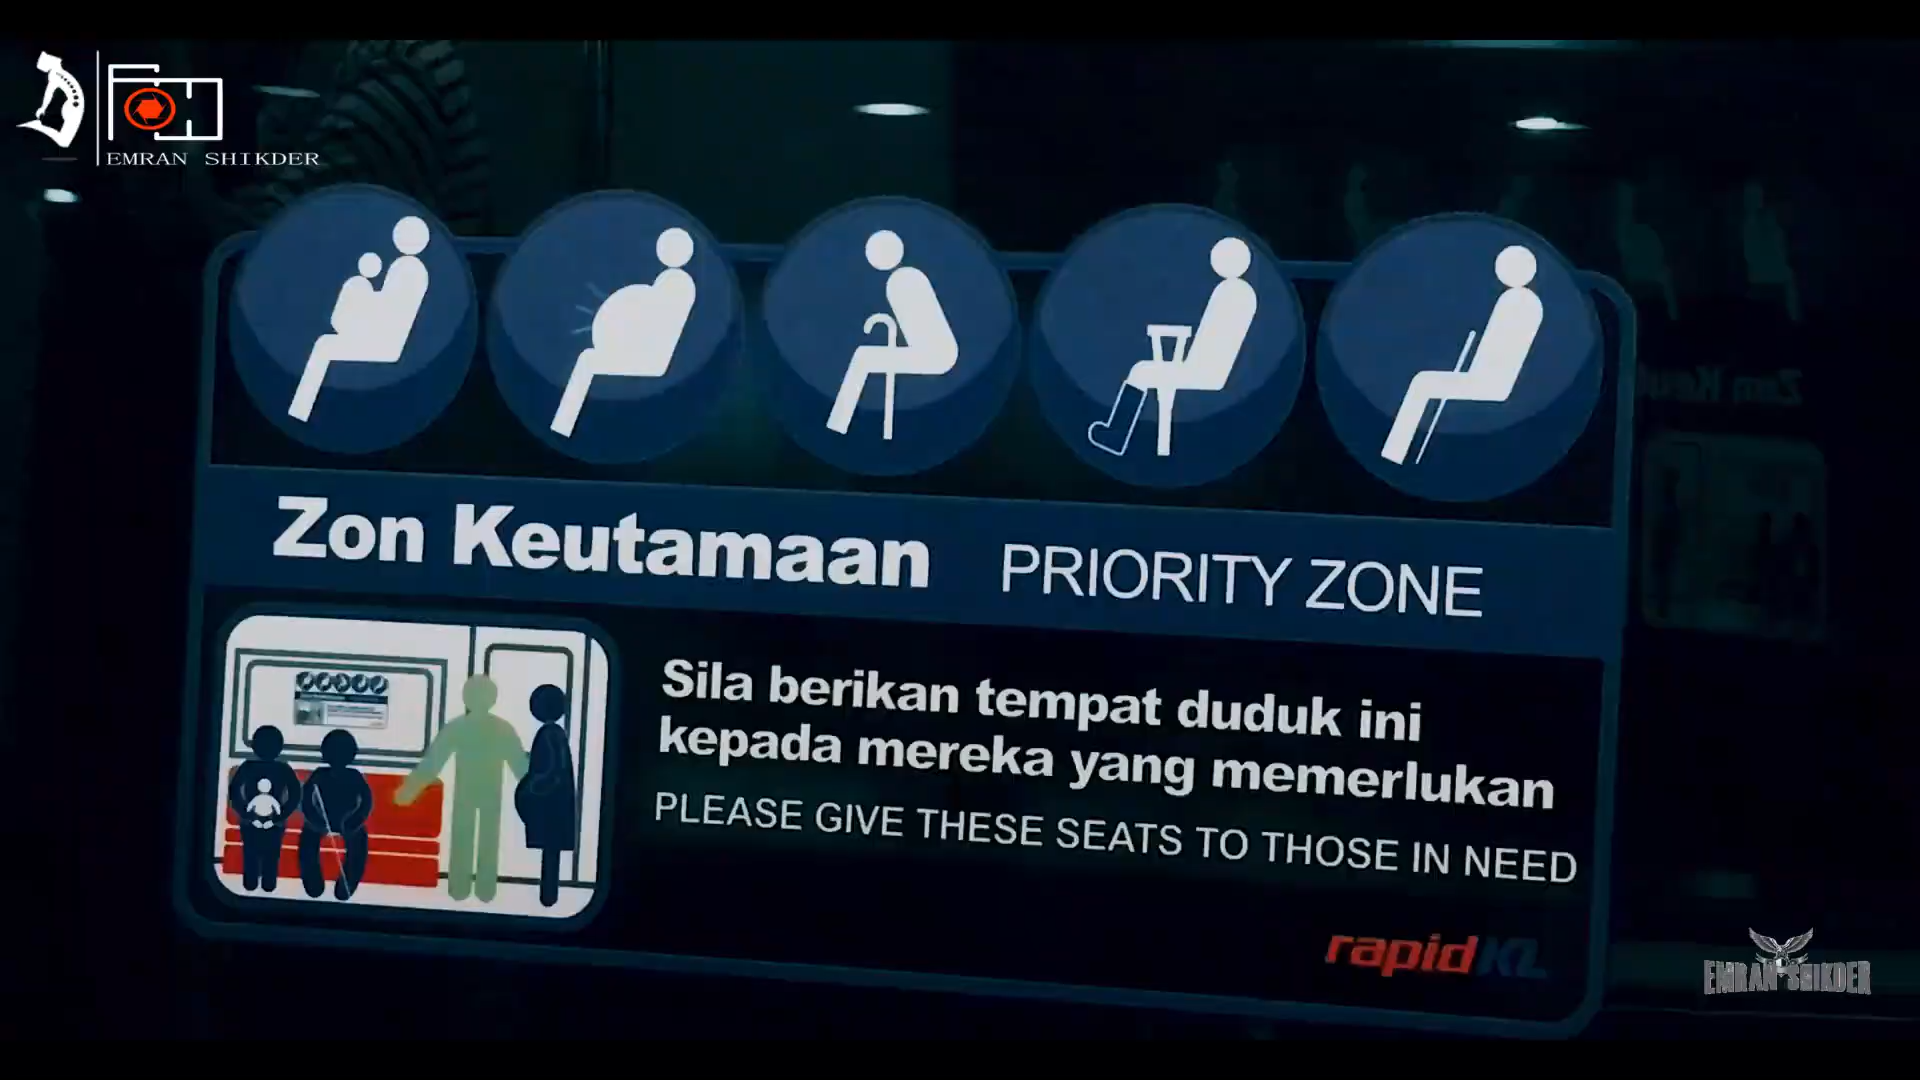 EMRAN SHIKDER
Zon Keutamaan PRIORITY ZONE
Sila berikan tempat duduk ini
kepada mereka yang memerlukan
PLEASE GIVE THESE SEATS TO THOSE IN NEED
rapidKL
EMRAN SHIKDER